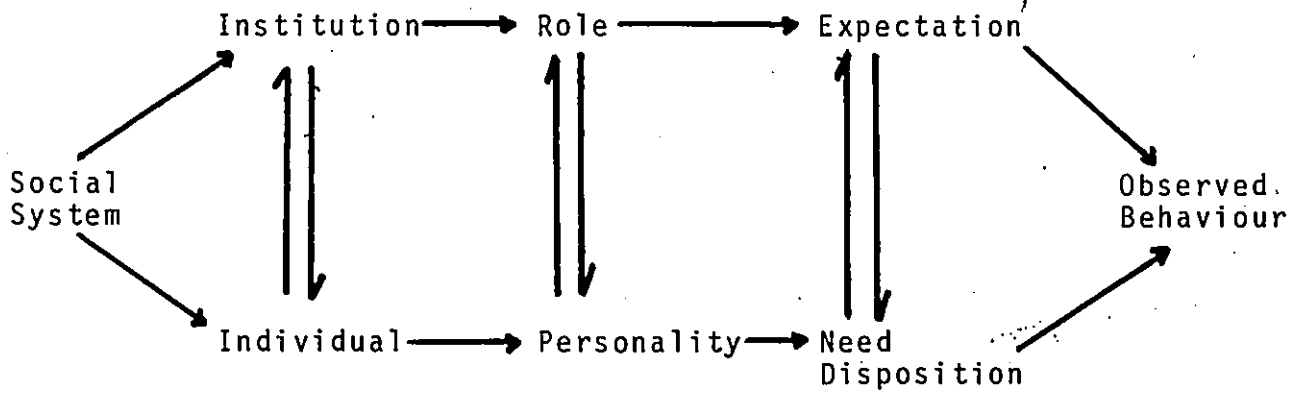 Institution Role Expectation
Social
System
Observed
Behaviour
Individual Personality Need
Disposition